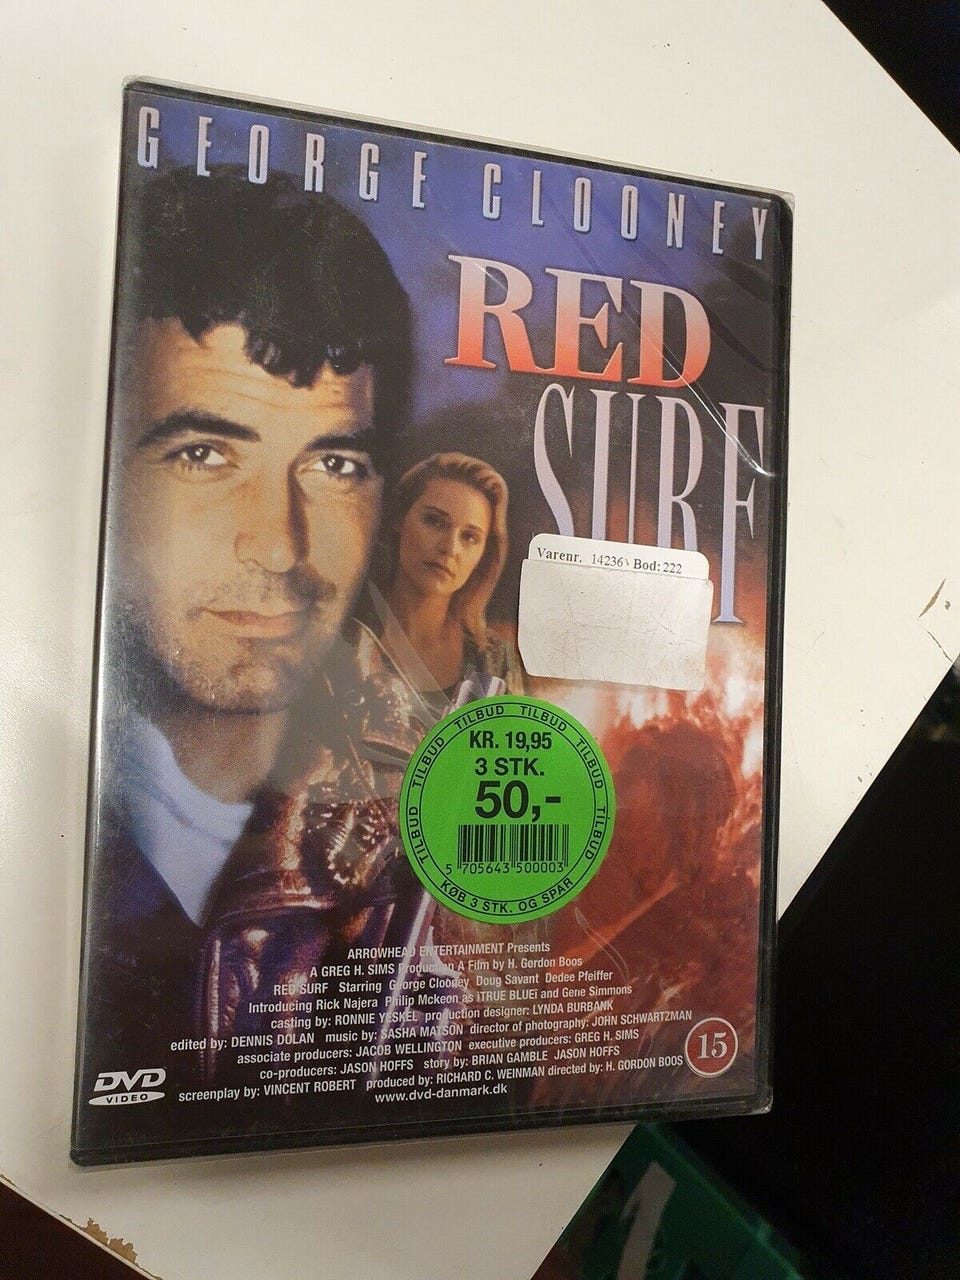 GEORGE CLOONEY
RED
SURF
Varenr. 14236 Bod: 222
TILBUD TILBUD TILBUD TILBUD TILBUD TILBUD
KR. 19,95
3 STK.
50,-
5 705643 500003
KØB 3 STK. OG SPAR
ARROWHEAD ENTERTAINMENT Presents
A GREG H. SIMS Production A Film by H. Gordon Boos
RED SURF Starring George Clooney Doug Savant Dedee Pfeiffer
Introducing Rick Najera Philip Mckeon as iTRUE BLUEi and Gene Simmons
casting by: RONNIE YESKEL production designer: LYNDA BURBANK
edited by: DENNIS DOLAN music by: SASHA MATSON director of photography: JOHN SCHWARTZMAN
associate producers: JACOB WELLINGTON executive producers: GREG H. SIMS
co-producers: JASON HOFFS story by: BRIAN GAMBLE JASON HOFFS
screenplay by: VINCENT ROBERT produced by: RICHARD C. WEINMAN directed by: H. GORDON BOOS
www.dvd-danmark.dk
DVD
VIDEO
15